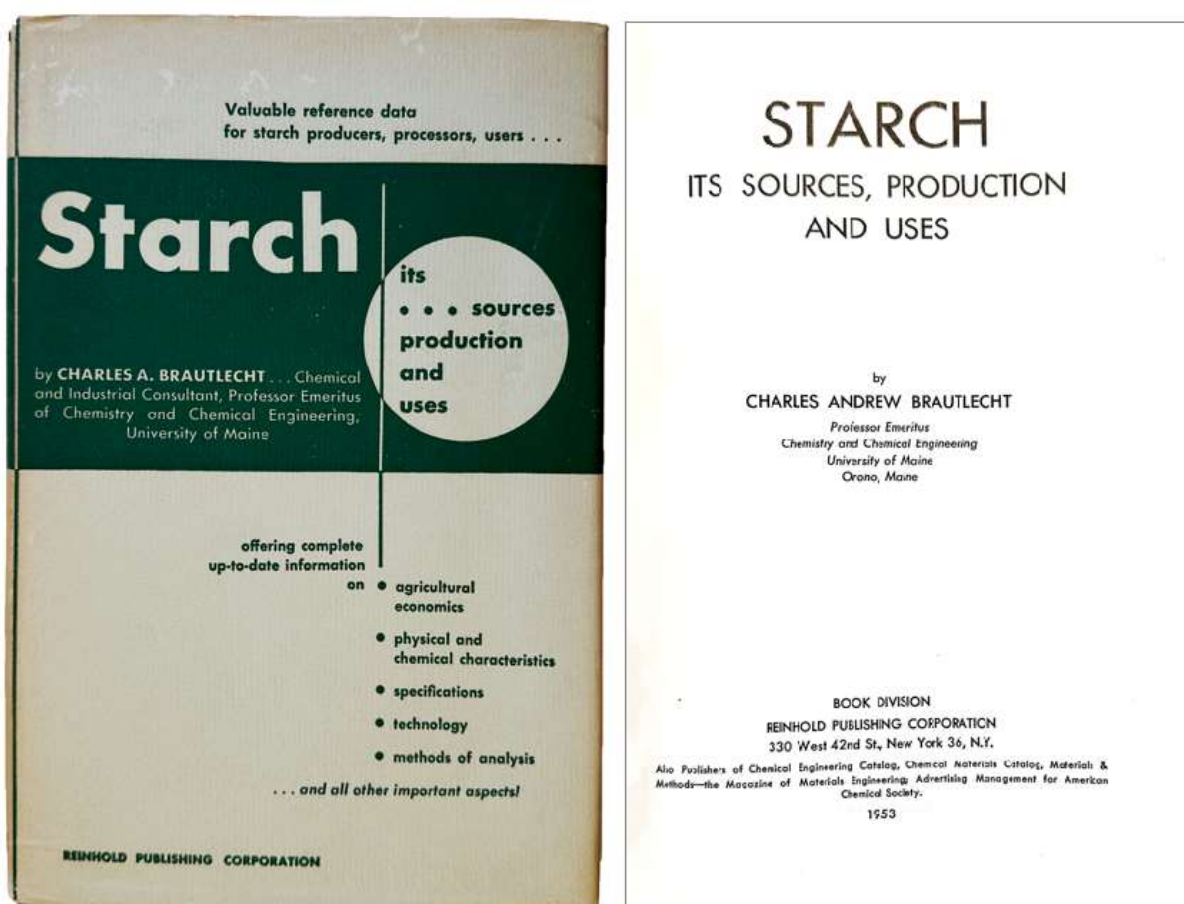 Valuable reference data
for starch producers, processors, users . . .
Starch
its
• • • sources
production
and
uses
by CHARLES A. BRAUTLECHT . . . Chemical
and Industrial Consultant, Professor Emeritus
of Chemistry and Chemical Engineering,
University of Maine
offering complete
up-to-date information
on • agricultural
economics
• physical and
chemical characteristics
• specifications
• technology
• methods of analysis
. . . and all other important aspects!
REINHOLD PUBLISHING CORPORATION
STARCH
ITS SOURCES, PRODUCTION
AND USES
by
CHARLES ANDREW BRAUTLECHT
Professor Emeritus
Chemistry and Chemical Engineering
University of Maine
Orono, Maine
BOOK DIVISION
REINHOLD PUBLISHING CORPORATION
330 West 42nd St., New York 36, N.Y.
Also Publishers of Chemical Engineering Catalog, Chemical Materials Catalog, Materials &
Methods—the Magazine of Materials Engineering; Advertising Management for American
Chemical Society.
1953